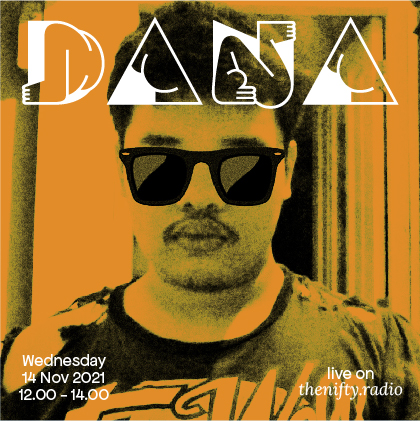 DANA
Wednesday
14 Nov 2021
12.00 – 14.00
live on
thenifty.radio